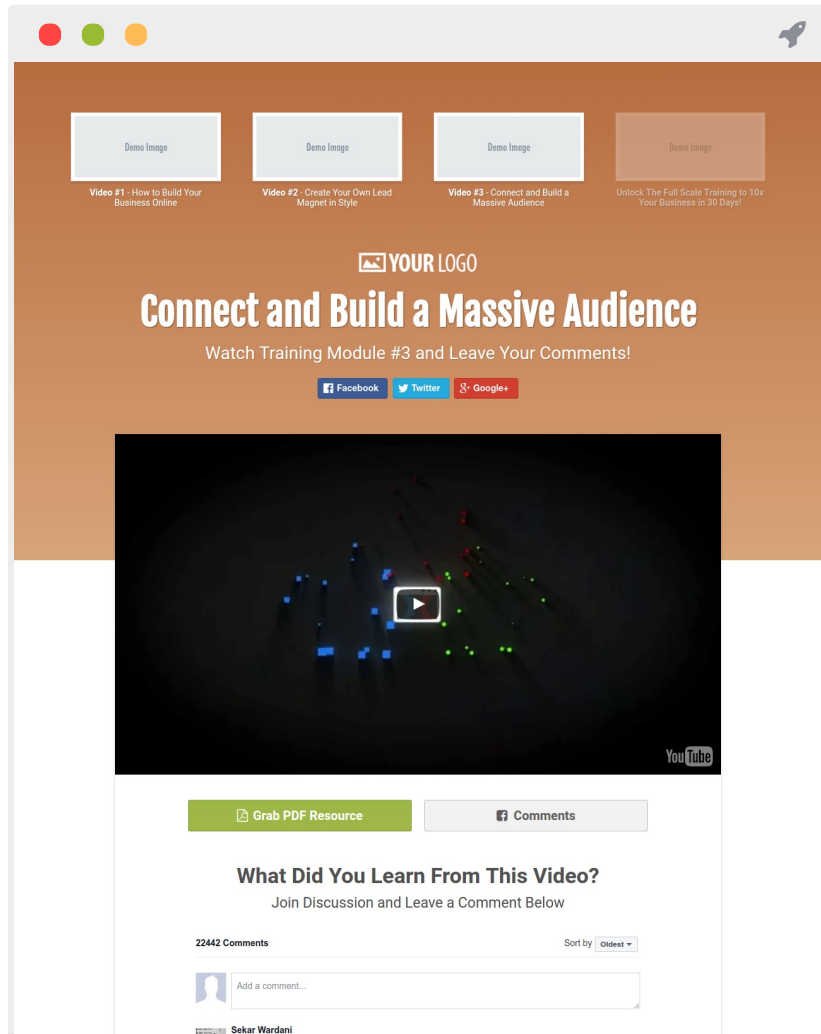 Demo Image
Video #1 - How to Build Your
Business Online
Demo Image
Video #2 - Create Your Own Lead
Magnet in Style
Demo Image
Video #3 - Connect and Build a
Massive Audience
Demo Image
Unlock The Full Scale Training to 10x
Your Business in 30 Days!
YOUR LOGO
Connect and Build a Massive Audience
Watch Training Module #3 and Leave Your Comments!
Facebook
Twitter
Google+
YouTube
Grab PDF Resource
Comments
What Did You Learn From This Video?
Join Discussion and Leave a Comment Below
22442 Comments
Sort by Oldest
Add a comment...
Sekar Wardani